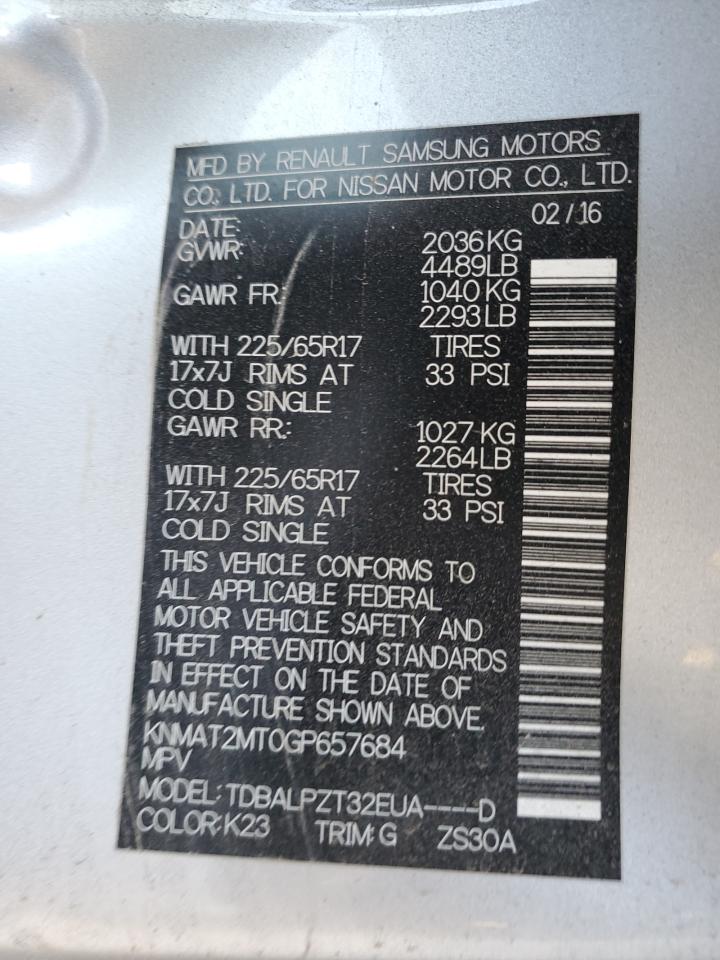 MFD BY RENAULT SAMSUNG MOTORS
CO., LTD. FOR NISSAN MOTOR CO., LTD.
DATE: 02/16
GVWR: 2036KG
4489LB
GAWR FR: 1040KG
2293LB
WITH 225/65R17 TIRES
17x7J RIMS AT 33 PSI
COLD SINGLE
GAWR RR: 1027KG
2264LB
WITH 225/65R17 TIRES
17x7J RIMS AT 33 PSI
COLD SINGLE
THIS VEHICLE CONFORMS TO
ALL APPLICABLE FEDERAL
MOTOR VEHICLE SAFETY AND
THEFT PREVENTION STANDARDS
IN EFFECT ON THE DATE OF
MANUFACTURE SHOWN ABOVE.
KNMAT2MT0GP657684
MPV
MODEL: TDBALPZT32EUA----D
COLOR: K23 TRIM: G ZS30A